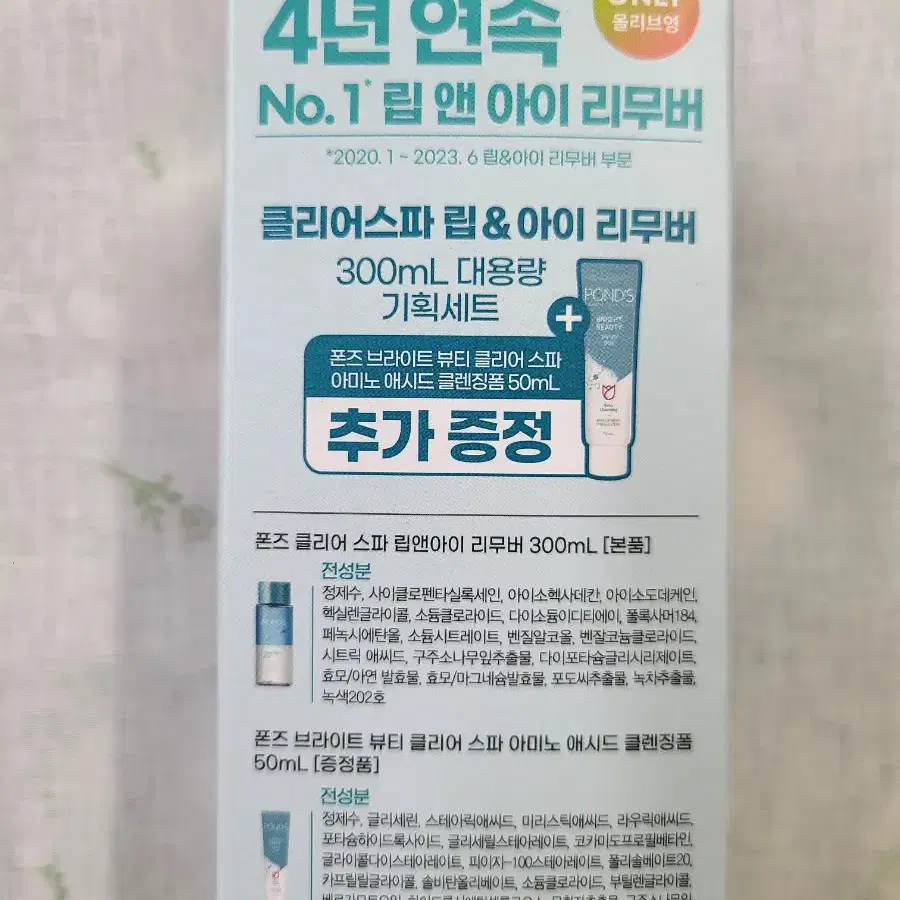 4년 연속
ONLY
올리브영
No.1* 립 앤 아이 리무버
*2020. 1 ~ 2023. 6 립&아이 리무버 부문
클리어스파 립 & 아이 리무버
300mL 대용량
기획세트
+
POND'S
BRIGHT
BEAUTY
폰즈 브라이트 뷰티 클리어 스파
아미노 애시드 클렌징폼 50mL
추가 증정
폰즈 클리어 스파 립앤아이 리무버 300mL [본품]
전성분
정제수, 사이클로펜타실록세인, 아이소헥사데칸, 아이소도데케인,
헥실렌글라이콜, 소듐클로라이드, 다이소듐이디티에이, 폴록사머184,
페녹시에탄올, 소듐시트레이트, 벤질알코올, 벤잘코늄클로라이드,
시트릭 애씨드, 구주소나무잎추출물, 다이포타슘글리시리제이트,
효모/아연 발효물, 효모/마그네슘발효물, 포도씨추출물, 녹차추출물,
녹색202호
폰즈 브라이트 뷰티 클리어 스파 아미노 애시드 클렌징폼
50mL [증정품]
전성분
정제수, 글리세린, 스테아릭애씨드, 미리스틱애씨드, 라우릭애씨드,
포타슘하이드록사이드, 글리세릴스테아레이트, 코카미도프로필베타인,
글라이콜다이스테아레이트, 피이지-100스테아레이트, 폴리솔베이트20,
카프릴릴글라이콜, 솔비탄올리베이트, 소듐클로라이드, 부틸렌글라이콜,